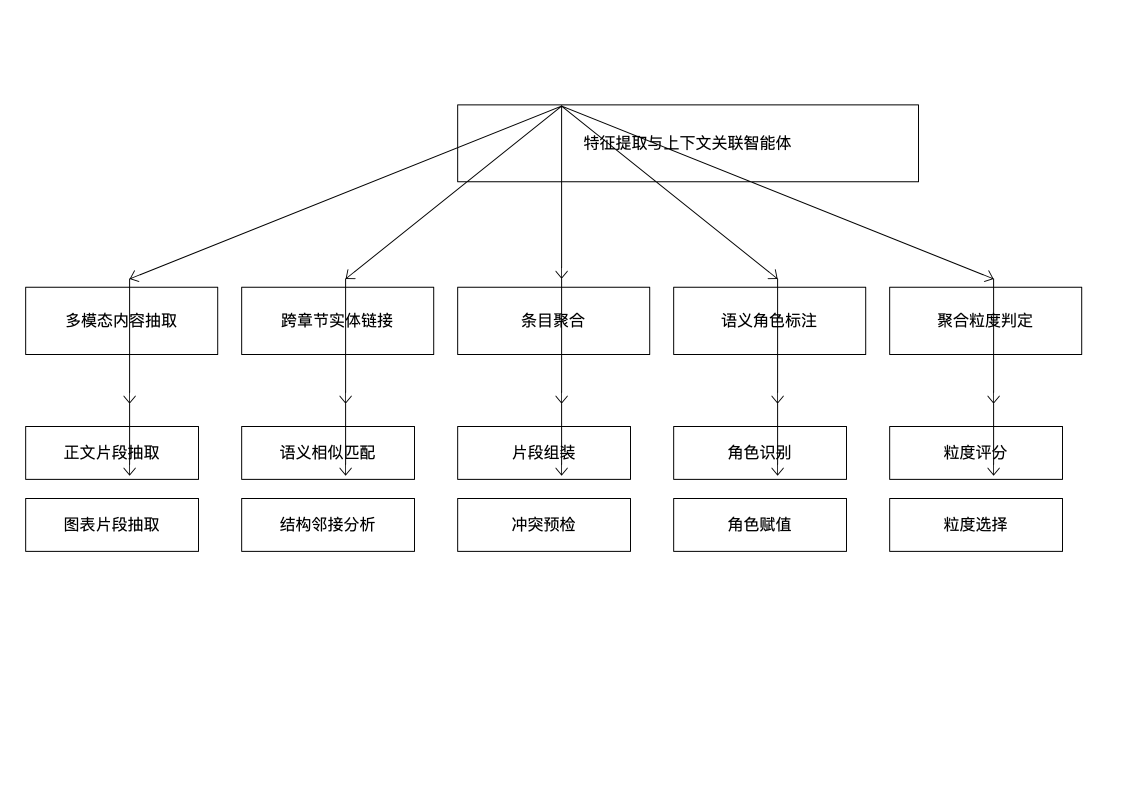 特征提取与上下文关联智能体
多模态内容抽取
跨章节实体链接
条目聚合
语义角色标注
聚合粒度判定
正文片段抽取
语义相似匹配
片段组装
角色识别
粒度评分
图表片段抽取
结构邻接分析
冲突预检
角色赋值
粒度选择